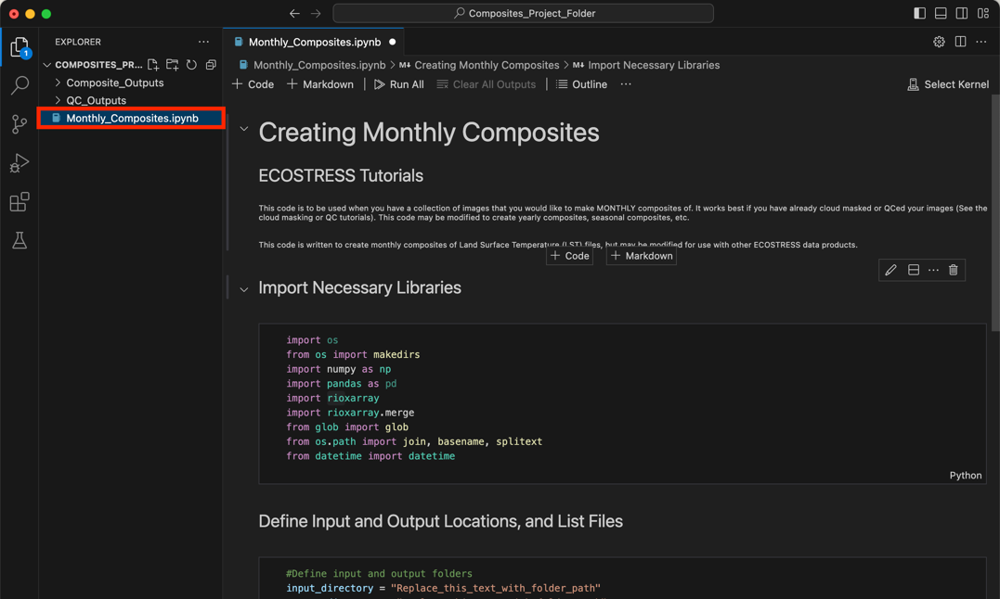 Composites_Project_Folder
EXPLORER
COMPOSITES_PR...
Composite_Outputs
QC_Outputs
Monthly_Composites.ipynb
1
Monthly_Composites.ipynb
Monthly_Composites.ipynb > M↓ Creating Monthly Composites > M↓ Import Necessary Libraries
+ Code + Markdown Run All Clear All Outputs Outline ... Select Kernel
Creating Monthly Composites
ECOSTRESS Tutorials
This code is to be used when you have a collection of images that you would like to make MONTHLY composites of. It works best if you have already cloud masked or QCed your images (See the
cloud masking or QC tutorials). This code may be modified to create yearly composites, seasonal composites, etc.
This code is written to create monthly composites of Land Surface Temperature (LST) files, but may be modified for use with other ECOSTRESS data products.
+ Code + Markdown
Import Necessary Libraries
import os
from os import makedirs
import numpy as np
import pandas as pd
import rioxarray
import rioxarray.merge
from glob import glob
from os.path import join, basename, splitext
from datetime import datetime
Python
Define Input and Output Locations, and List Files
#Define input and output folders
input_directory = "Replace_this_text_with_folder_path"